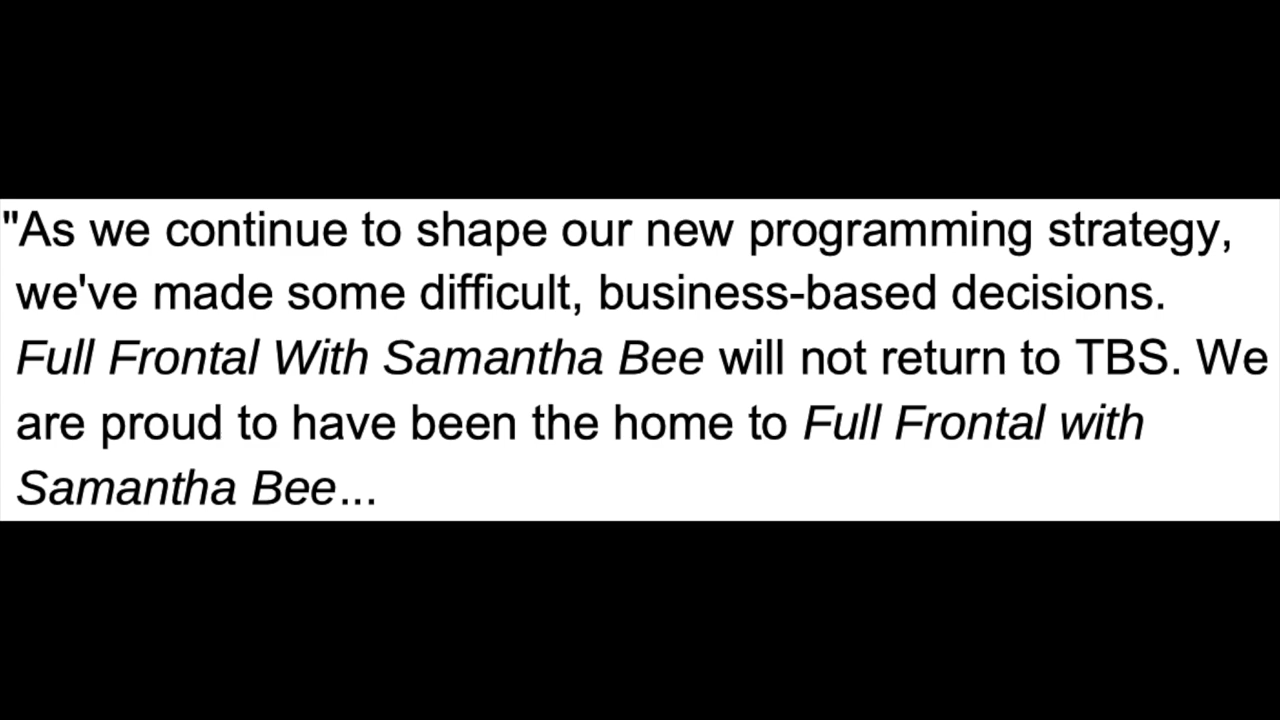 "As we continue to shape our new programming strategy,
we've made some difficult, business-based decisions.
Full Frontal With Samantha Bee will not return to TBS. We
are proud to have been the home to Full Frontal with
Samantha Bee...